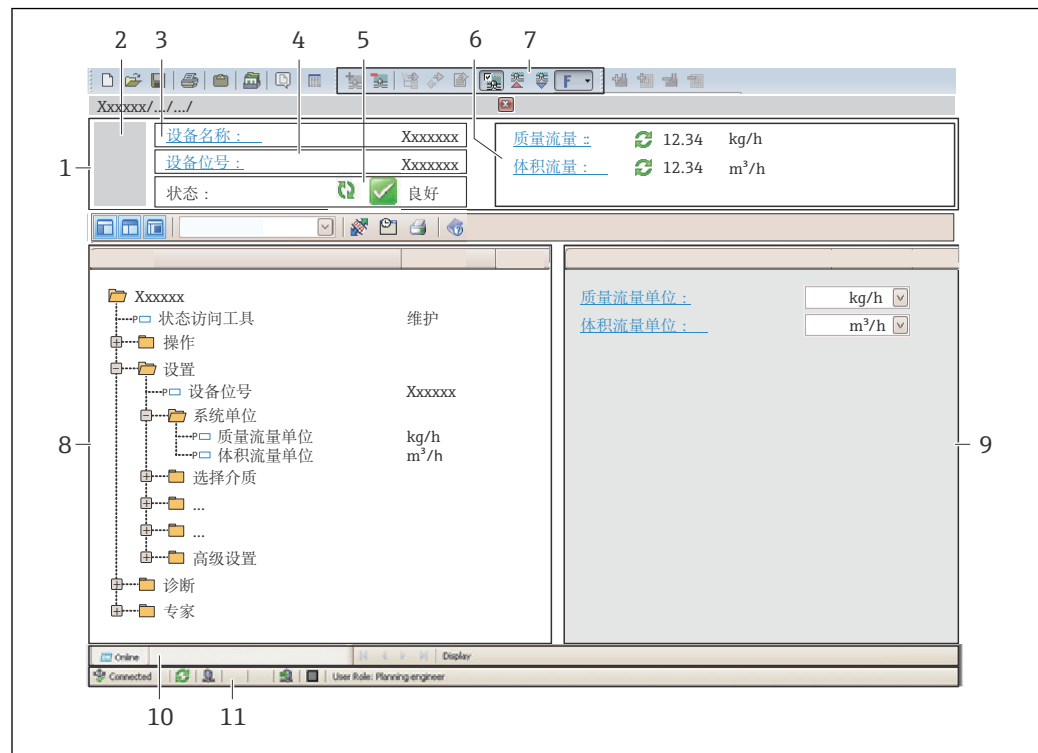 2 3 4 5 6 7
F
Xxxxxx/.../.../
1
设备名称： Xxxxxxx
设备位号： Xxxxxxx
状态： 良好
质量流量：: 12.34 kg/h
体积流量： 12.34 m³/h
Xxxxxx
状态访问工具 维护
操作
设置
设备位号 Xxxxxx
系统单位
质量流量单位 kg/h
体积流量单位 m³/h
选择介质
...
...
高级设置
诊断
专家
质量流量单位： kg/h
体积流量单位： m³/h
8
9
Online Display
Connected User Role: Planning engineer
10 11